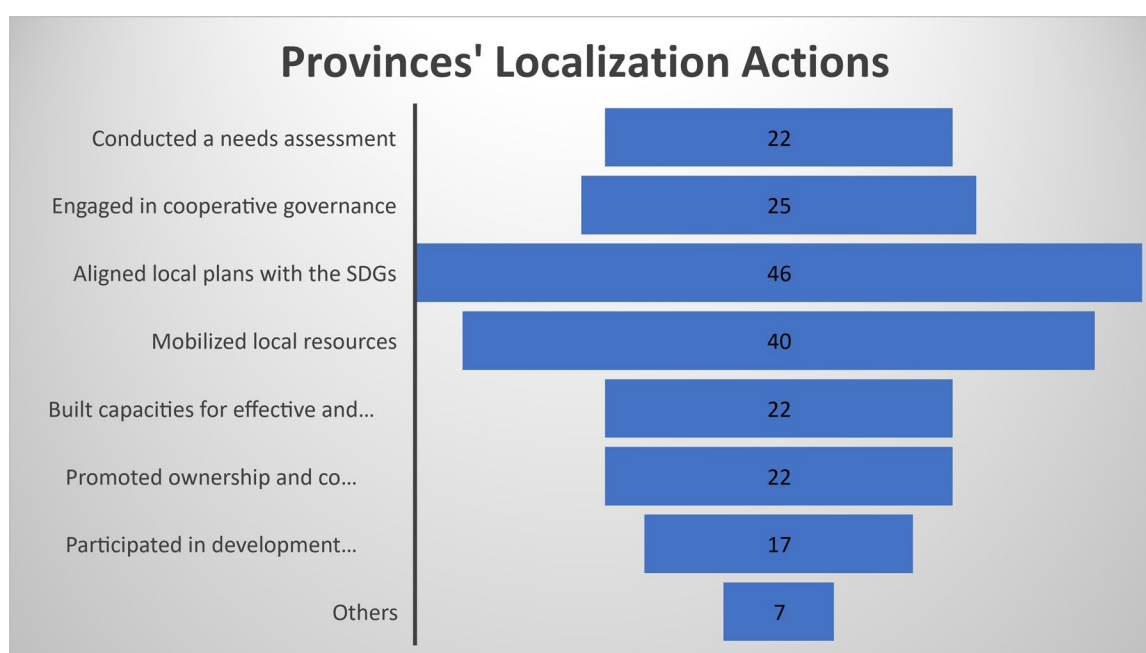 Provinces' Localization Actions
Conducted a needs assessment
22
Engaged in cooperative governance
25
Aligned local plans with the SDGs
46
Mobilized local resources
40
Built capacities for effective and...
22
Promoted ownership and co...
22
Participated in development...
17
Others
7